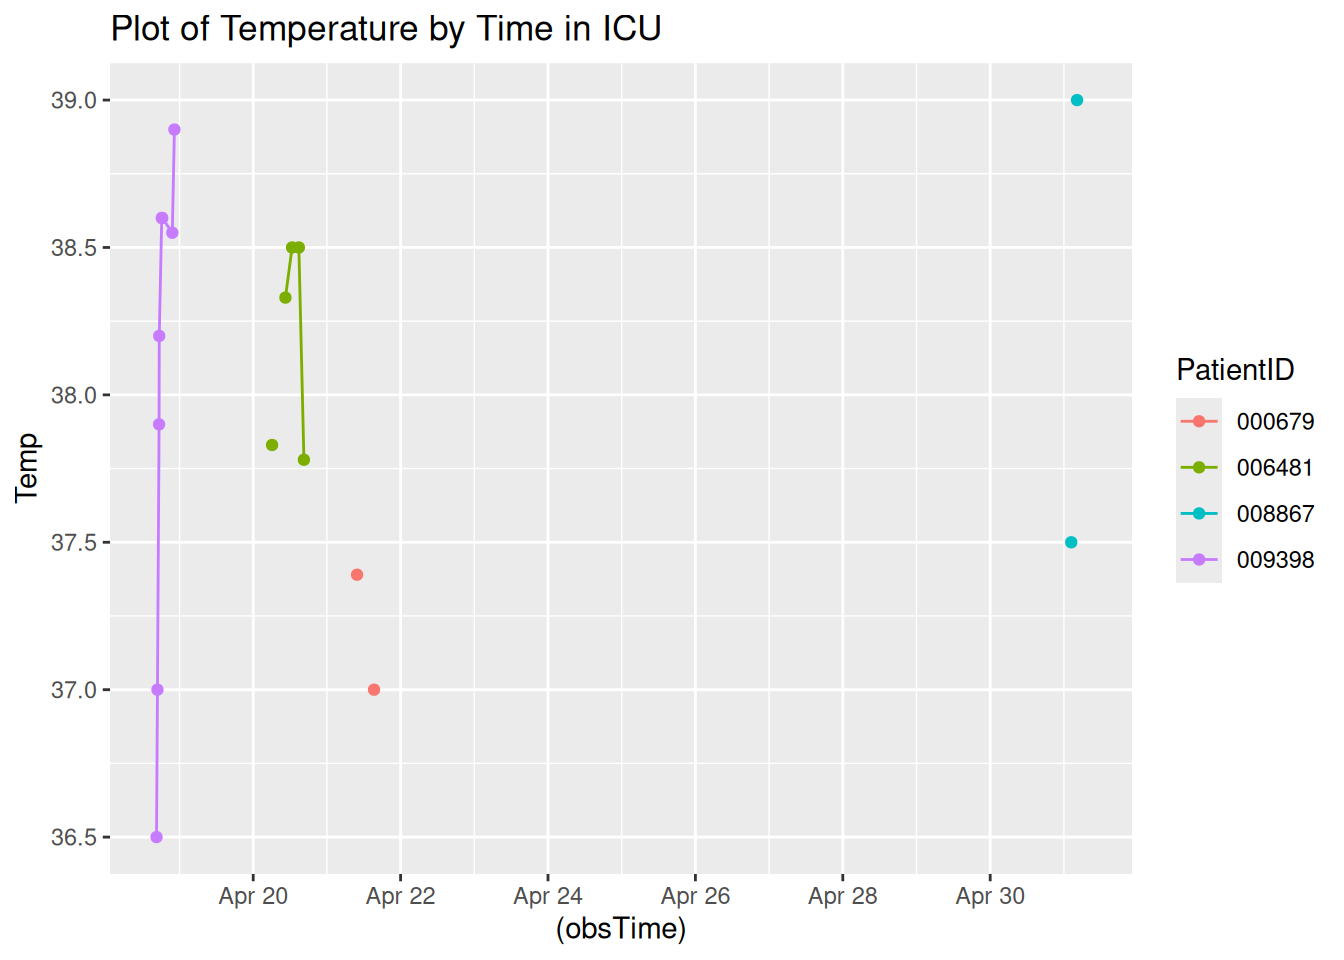 Plot of Temperature by Time in ICU
39.0
38.5
38.0
37.5
37.0
36.5
Temp
Apr 20 Apr 22 Apr 24 Apr 26 Apr 28 Apr 30
(obsTime)
PatientID
000679
006481
008867
009398